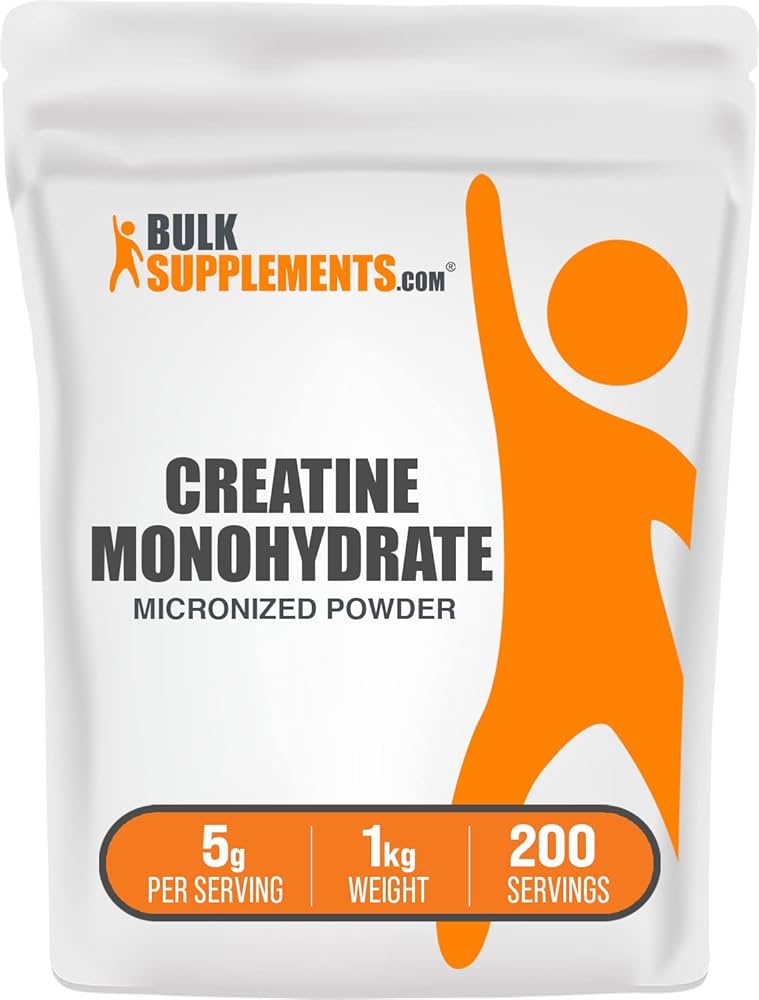 BULK
SUPPLEMENTS.COM®
CREATINE
MONOHYDRATE
MICRONIZED POWDER
5g
PER SERVING
1kg
WEIGHT
200
SERVINGS